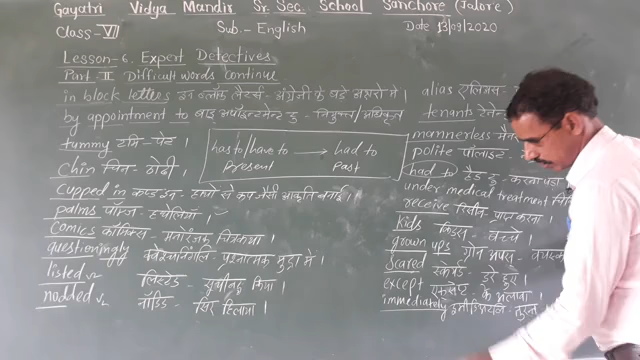 Gayatri Vidya Mandir Sr. Sec. School Sanchore (Jalore)
Class-VII Sub.- English Date 13/09/2020
Lesson-6. Expert Detectives
Part-II Difficult words continue
in block letters इन ब्लॉक लैटर्स- अंग्रेजी के बडे अक्षरों में।
by appointment to बाइ अपॉइन्टमेन्ट टु - नियुक्त/अधिकृत
tummy टमि - पेट।
chin चिन - ठोढी।
Cupped in कप्ड इन - हाथों से कप जैसी आकृति बनाई।
palms पॉम्ज - हथेलियां।
Comics कॉमिक्स - मनोरंजक चित्रकथा।
questioningly क्वेश्चनिंगलि - प्रश्नात्मक मुद्रा में।
listed लिस्टेड - सूचीबद्ध किया।
nodded नॉडिड - सिर हिलाया।
has to/have to → had to
Present Past
alias एलिअस -
tenants
mannerless
polite पोलाइट -
had to हैड टु - करना पडा
under medical treatment
receive रिसीव - प्राप्त करना।
Kids किड्स - बच्चे
grown ups ग्रोन अप्स -
Scared स्केअर्ड - डरे हुए।
except एक्सेप्ट - के अलावा।
immediately इमीडिएटलि - तुरन्त